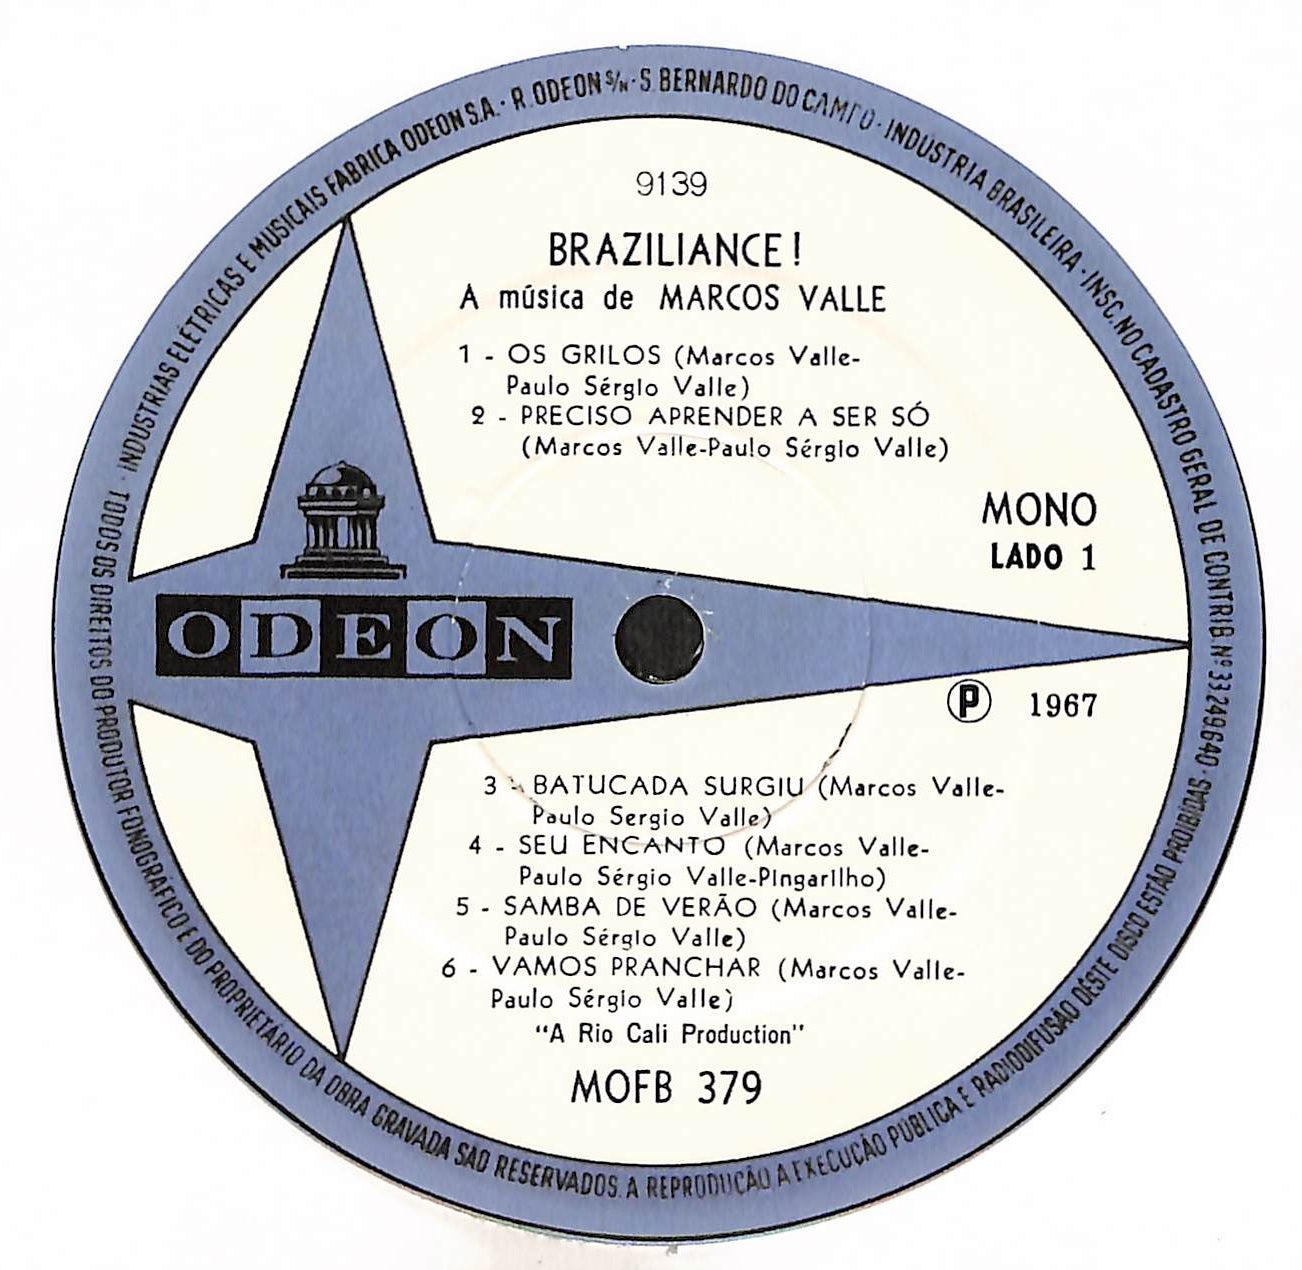 INDUSTRIAS ELÉTRICAS E MUSICAIS FABRICA ODEON S.A. · R. ODEON S/N · S. BERNARDO DO CAMPO · INDÚSTRIA BRASILEIRA · INSC. NO CADASTRO GERAL DE CONTRIB. Nº 33.249640 ·
9139
BRAZILIANCE!
A música de MARCOS VALLE
1 - OS GRILOS (Marcos Valle-
Paulo Sérgio Valle)
2 - PRECISO APRENDER A SER SÓ
(Marcos Valle-Paulo Sérgio Valle)
MONO
LADO 1
ODEON
P 1967
3 - BATUCADA SURGIU (Marcos Valle-
Paulo Sergio Valle)
4 - SEU ENCANTO (Marcos Valle-
Paulo Sérgio Valle-Pingarilho)
5 - SAMBA DE VERÃO (Marcos Valle-
Paulo Sérgio Valle)
6 - VAMOS PRANCHAR (Marcos Valle-
Paulo Sérgio Valle)
"A Rio Cali Production"
MOFB 379
TODOS OS DIREITOS DO PRODUTOR FONOGRÁFICO E DO PROPRIETÁRIO DA OBRA GRAVADA SÃO RESERVADOS. A REPRODUÇÃO A EXECUÇÃO PÚBLICA E RADIODIFUSAO DÊSTE DISCO ESTÃO PROIBIDAS ·